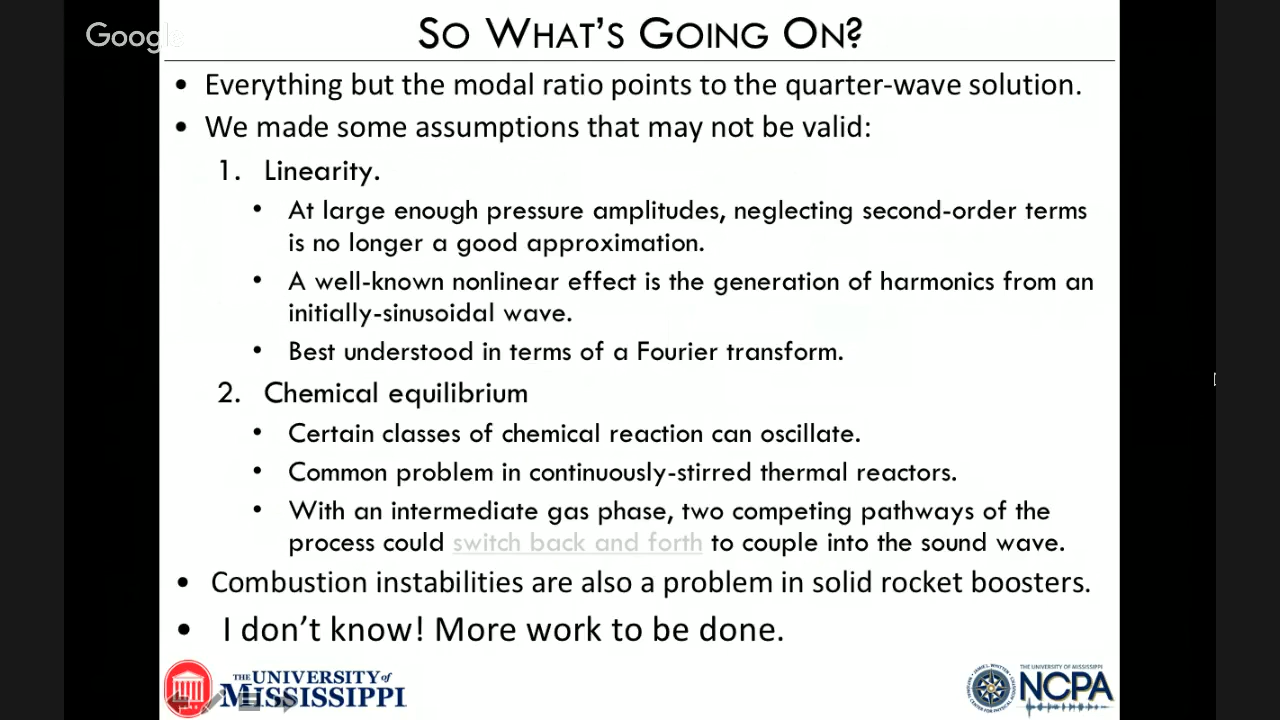 Google
So What's Going On?
• Everything but the modal ratio points to the quarter-wave solution.
• We made some assumptions that may not be valid:
1. Linearity.
• At large enough pressure amplitudes, neglecting second-order terms
is no longer a good approximation.
• A well-known nonlinear effect is the generation of harmonics from an
initially-sinusoidal wave.
• Best understood in terms of a Fourier transform.
2. Chemical equilibrium
• Certain classes of chemical reaction can oscillate.
• Common problem in continuously-stirred thermal reactors.
• With an intermediate gas phase, two competing pathways of the
process could switch back and forth to couple into the sound wave.
• Combustion instabilities are also a problem in solid rocket boosters.
• I don't know! More work to be done.
THE UNIVERSITY of
MISSISSIPPI
THE UNIVERSITY OF MISSISSIPPI
NCPA